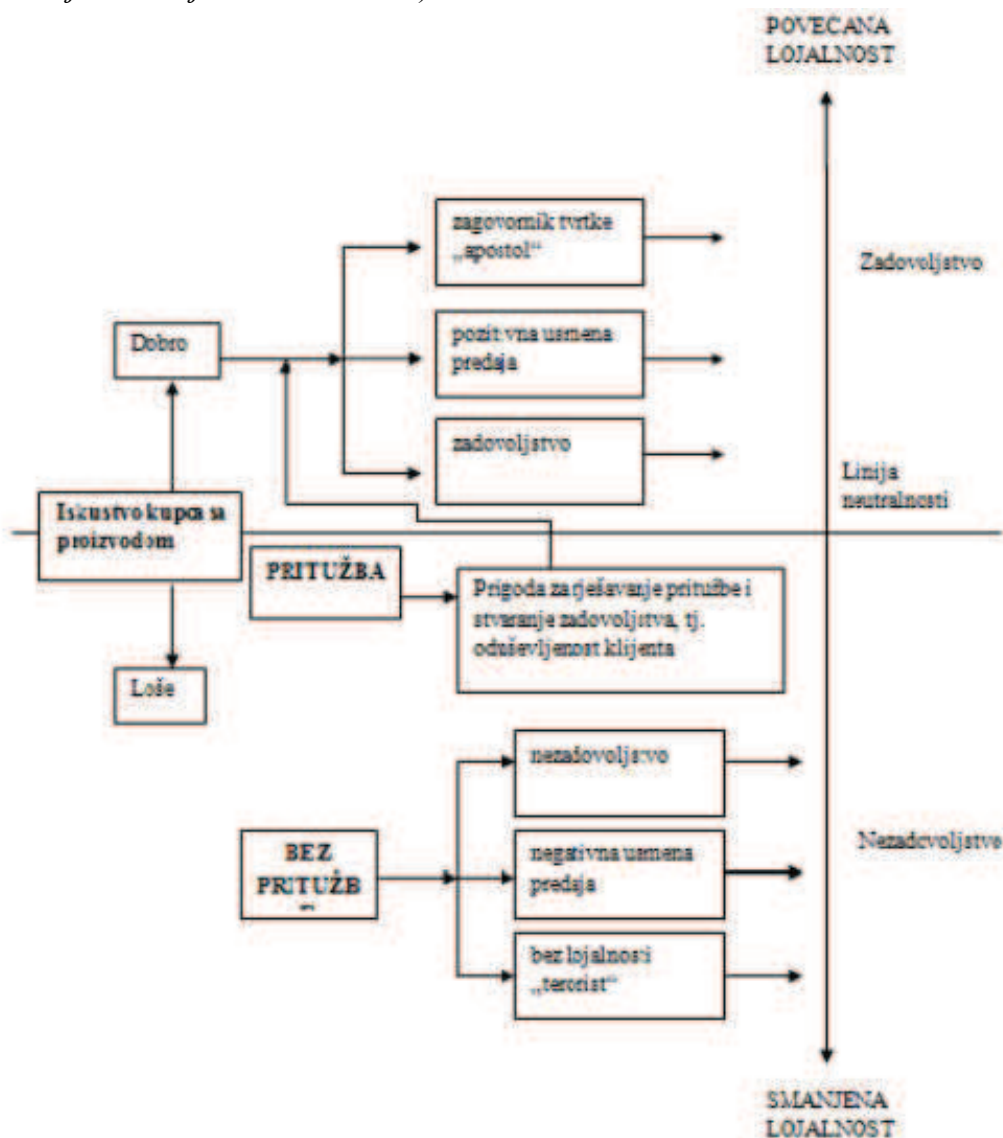 POVEĆANA
LOJALNOST
zagovornik tvrtke
„apostol“
Zadovoljstvo
Dobro
pozitivna usmena
predaja
zadovoljstvo
Linija
neutralnosti
Iskustvo kupca sa
proizvodom
PRITUŽBA
Prigoda za rješavanje pritužbe i
stvaranje zadovoljstva, tj.
oduševljenost klijenta
Loše
nezadovoljstvo
BEZ
PRITUŽB
negativna usmena
predaja
Nezadovoljstvo
bez lojalnosti
„terorist“
SMANJENA
LOJALNOST